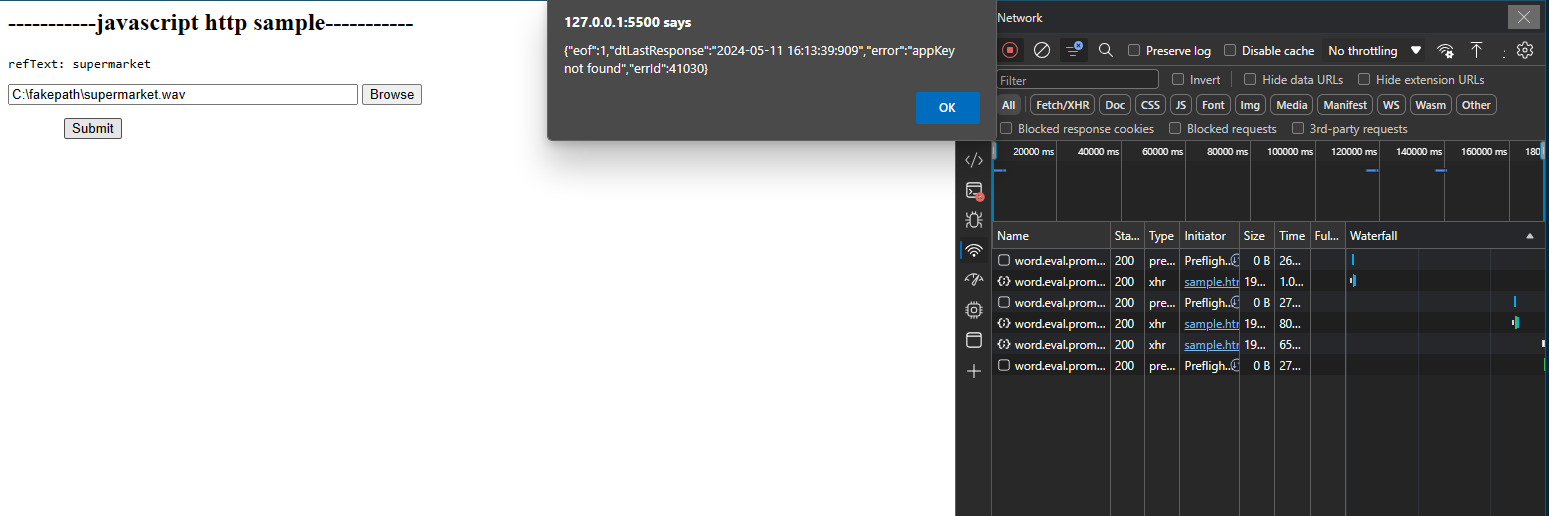 -----------javascript http sample-----------
refText: supermarket
C:\fakepath\supermarket.wav Browse
Submit
127.0.0.1:5500 says
{"eof":1,"dtLastResponse":"2024-05-11 16:13:39:909","error":"appKey
not found","errId":41030}
OK
Network
Preserve log Disable cache No throttling
Filter Invert Hide data URLs Hide extension URLs
All Fetch/XHR Doc CSS JS Font Img Media Manifest WS Wasm Other
Blocked response cookies Blocked requests 3rd-party requests
20000 ms 40000 ms 60000 ms 80000 ms 100000 ms 120000 ms 140000 ms 160000 ms 180
Name Sta... Type Initiator Size Time Ful... Waterfall
word.eval.prom... 200 pre... Prefligh... 0 B 26...
word.eval.prom... 200 xhr sample.htr 19... 1.0...
word.eval.prom... 200 pre... Prefligh... 0 B 27...
word.eval.prom... 200 xhr sample.htr 19... 80...
word.eval.prom... 200 xhr sample.htr 19... 65...
word.eval.prom... 200 pre... Prefligh... 0 B 27...